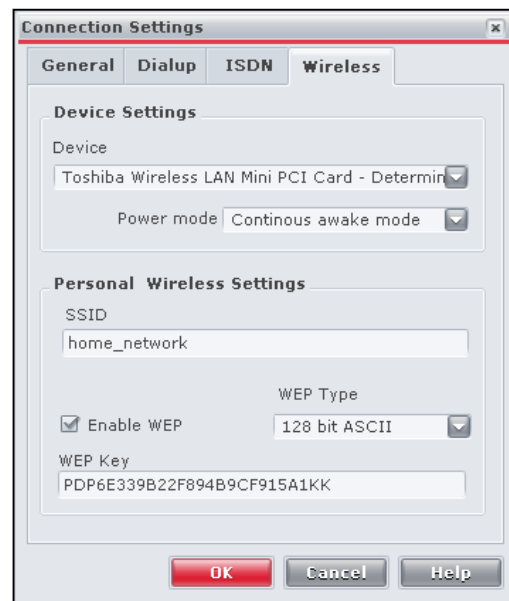 Connection Settings
General Dialup ISDN Wireless
Device Settings
Device
Toshiba Wireless LAN Mini PCI Card - Determin
Power mode Continous awake mode
Personal Wireless Settings
SSID
home_network
WEP Type
Enable WEP 128 bit ASCII
WEP Key
PDP6E339B22F894B9CF915A1KK
OK Cancel Help